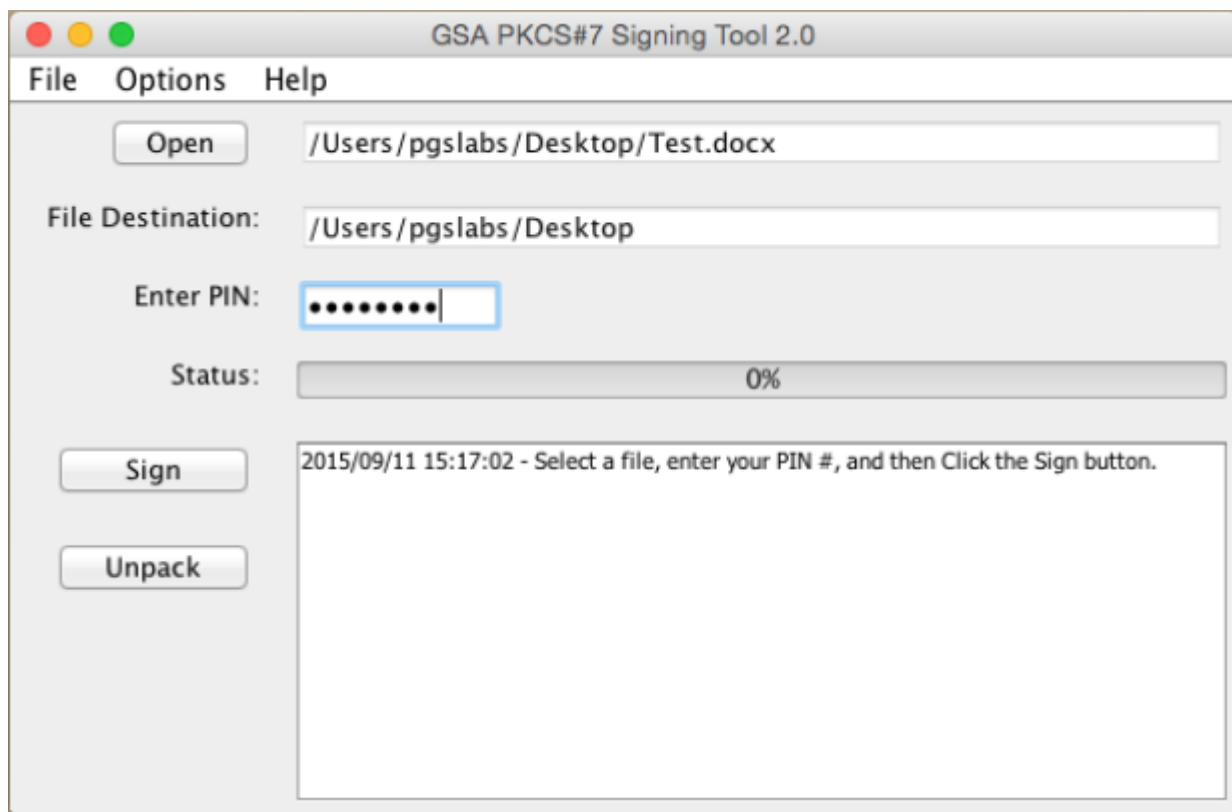 GSA PKCS#7 Signing Tool 2.0
File Options Help
Open /Users/pgslabs/Desktop/Test.docx
File Destination: /Users/pgslabs/Desktop
Enter PIN: ••••••••
Status: 0%
Sign
2015/09/11 15:17:02 - Select a file, enter your PIN #, and then Click the Sign button.
Unpack